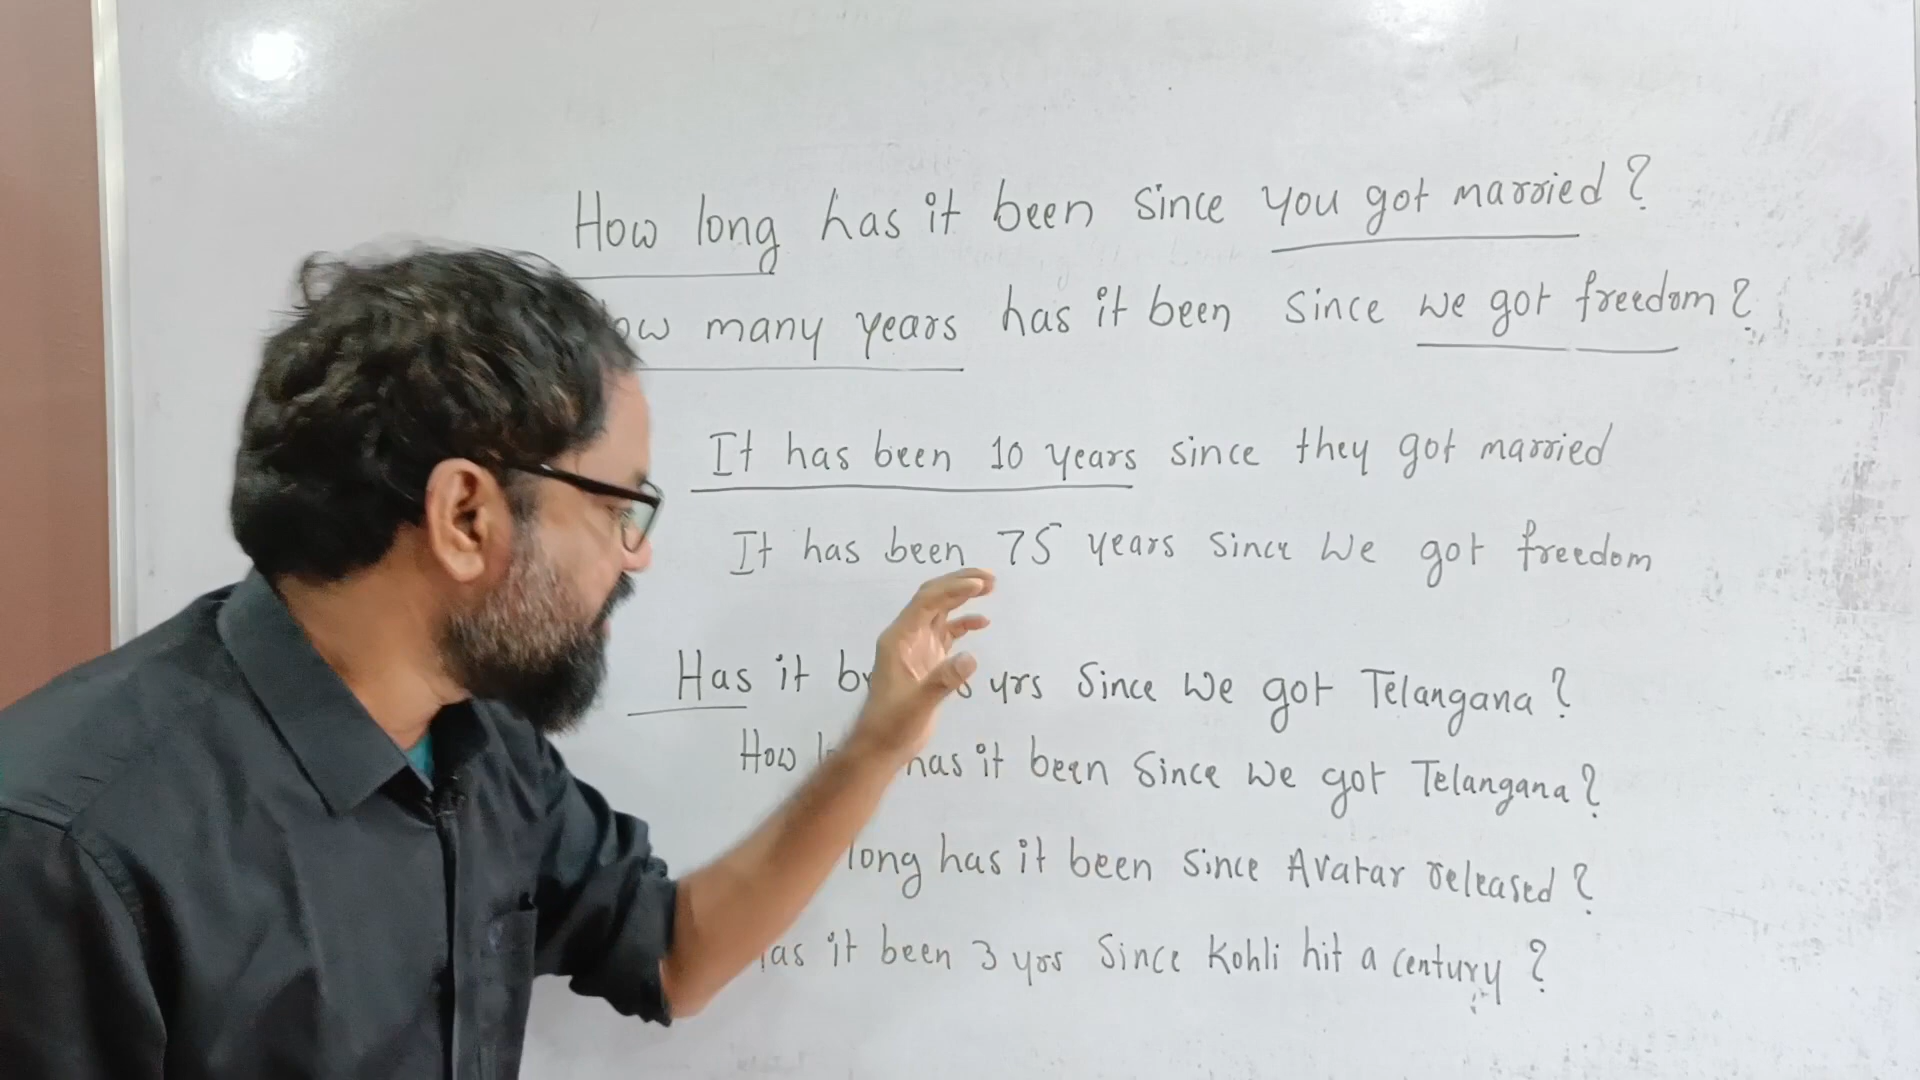 How long has it been since you got married?
many years has it been since we got freedom?
It has been 10 years since they got married
It has been 75 years since we got freedom
Has it yrs since we got Telangana?
How has it been since we got Telangana?
long has it been since Avatar released?
it been 3 yrs since Kohli hit a century?